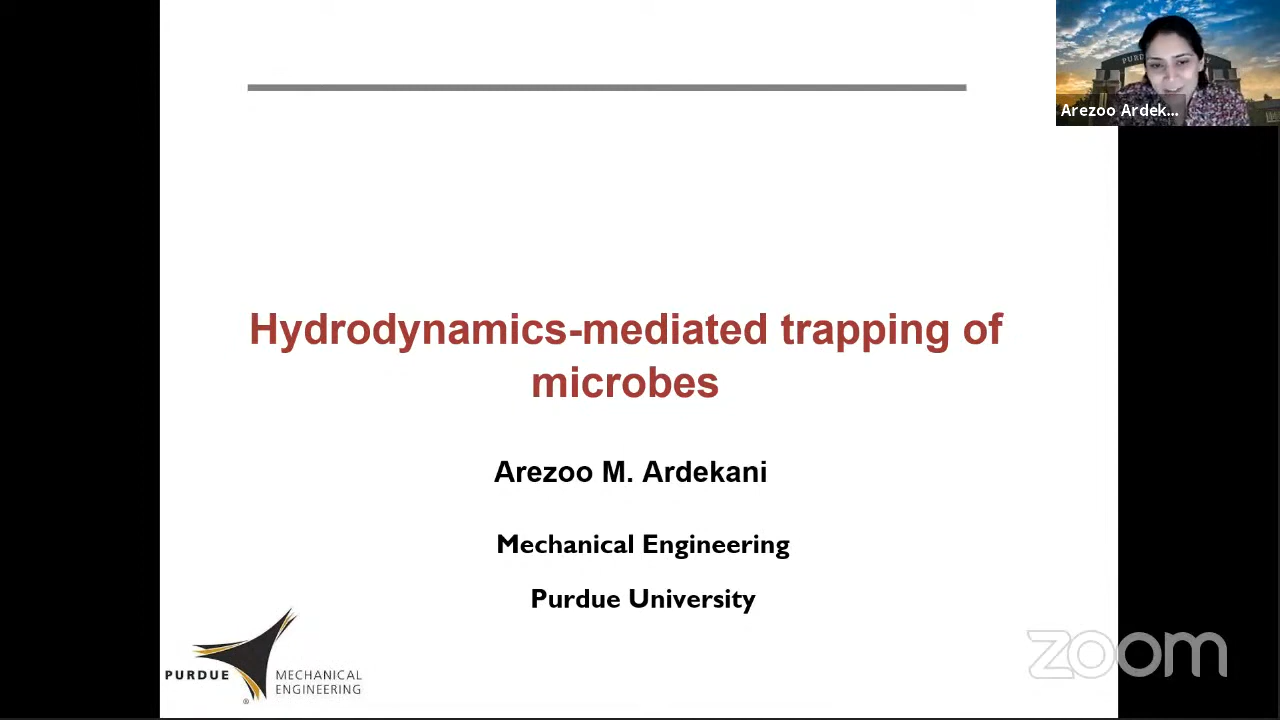 Arezoo Ardek...
Hydrodynamics-mediated trapping of
microbes
Arezoo M. Ardekani
Mechanical Engineering
Purdue University
PURDUE
MECHANICAL
ENGINEERING
®
zoom